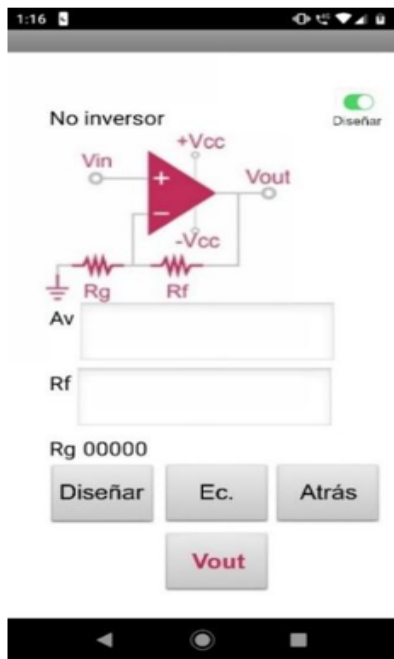 1:16
Diseñar
No inversor
+Vcc
Vin
Vout
+
−
-Vcc
Rg
Rf
Av
Rf
Rg 00000
Diseñar Ec. Atrás
Vout